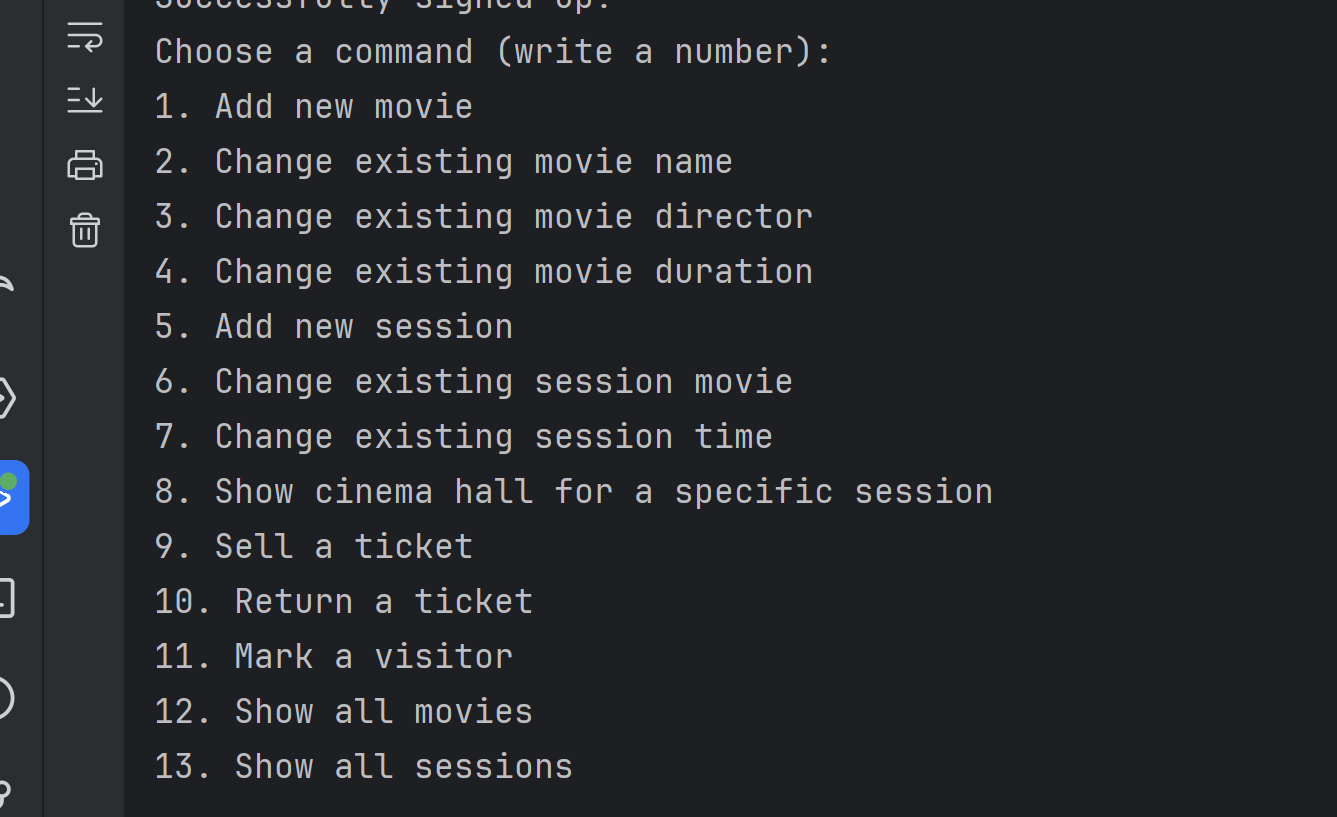 Successfully signed up.
Choose a command (write a number):
1. Add new movie
2. Change existing movie name
3. Change existing movie director
4. Change existing movie duration
5. Add new session
6. Change existing session movie
7. Change existing session time
8. Show cinema hall for a specific session
9. Sell a ticket
10. Return a ticket
11. Mark a visitor
12. Show all movies
13. Show all sessions